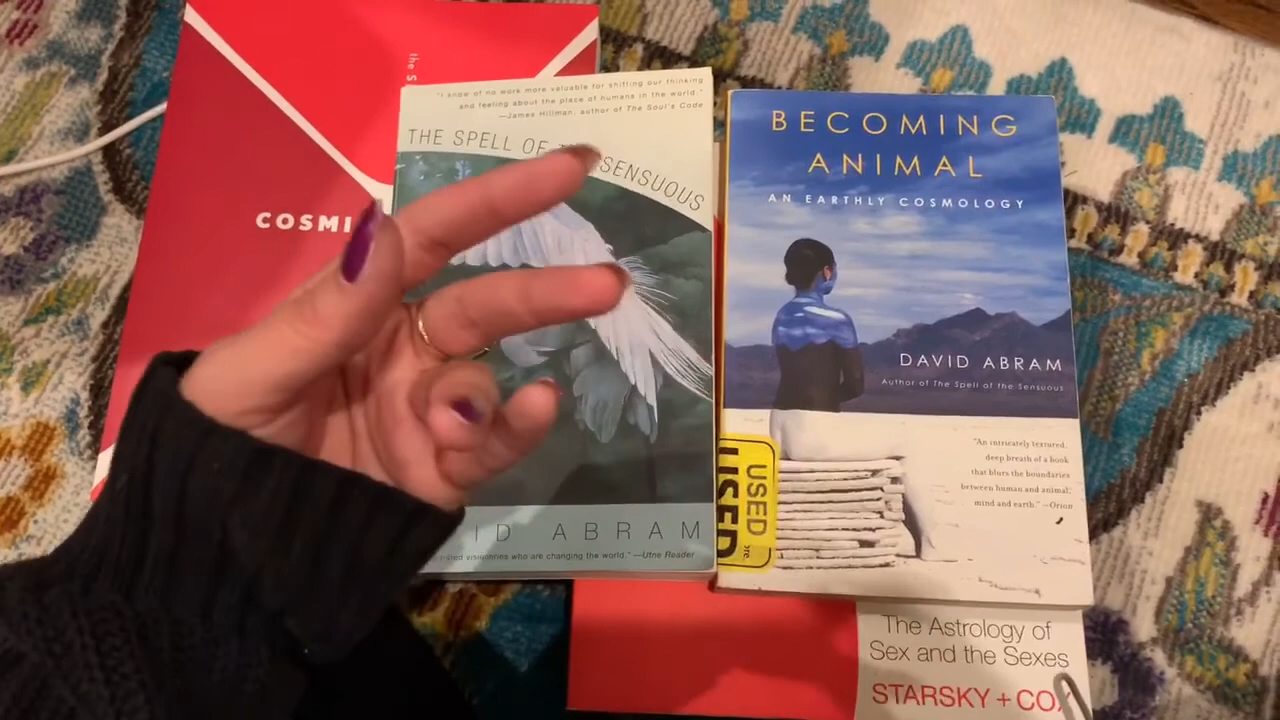 the S
COSMI
"I know of no work more valuable for shifting our thinking
and feeling about the place of humans in the world."
—James Hillman, author of The Soul's Code
THE SPELL OF SENSUOUS
ID ABRAM
visionaries who are changing the world." —Utne Reader
BECOMING
ANIMAL
AN EARTHLY COSMOLOGY
DAVID ABRAM
Author of The Spell of the Sensuous
"An intricately textured,
deep breath of a book
that blurs the boundaries
between human and animal,
mind and earth." —Orion
USED
USED
The Astrology of
Sex and the Sexes
STARSKY + COX